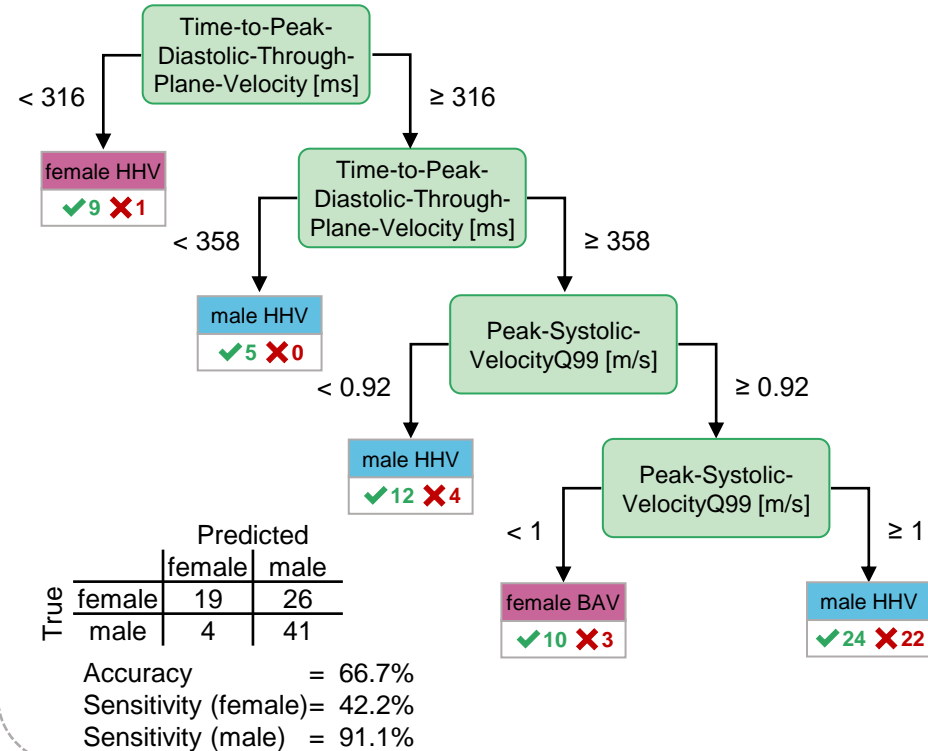 Time-to-Peak-
Diastolic-Through-
Plane-Velocity [ms]
< 316
≥ 316
female HHV
✔9 ✖1
Time-to-Peak-
Diastolic-Through-
Plane-Velocity [ms]
< 358
≥ 358
male HHV
✔5 ✖0
Peak-Systolic-
VelocityQ99 [m/s]
< 0.92
≥ 0.92
male HHV
✔12 ✖4
Peak-Systolic-
VelocityQ99 [m/s]
< 1
≥ 1
female BAV
✔10 ✖3
male HHV
✔24 ✖22
Predicted
female male
True
female 19 26
male 4 41
Accuracy = 66.7%
Sensitivity (female)= 42.2%
Sensitivity (male) = 91.1%